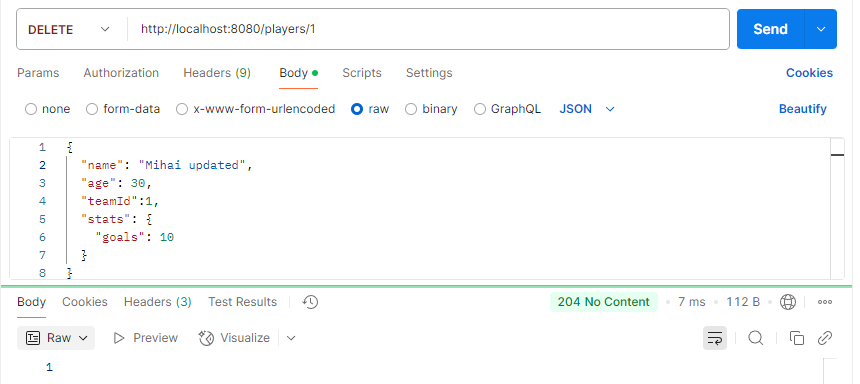 DELETE http://localhost:8080/players/1 Send
Params Authorization Headers (9) Body Scripts Settings Cookies
none form-data x-www-form-urlencoded raw binary GraphQL JSON Beautify
1 {
2 "name": "Mihai updated",
3 "age": 30,
4 "teamId":1,
5 "stats": {
6 "goals": 10
7 }
8 }
Body Cookies Headers (3) Test Results 204 No Content • 7 ms • 112 B •
Raw Preview Visualize
1